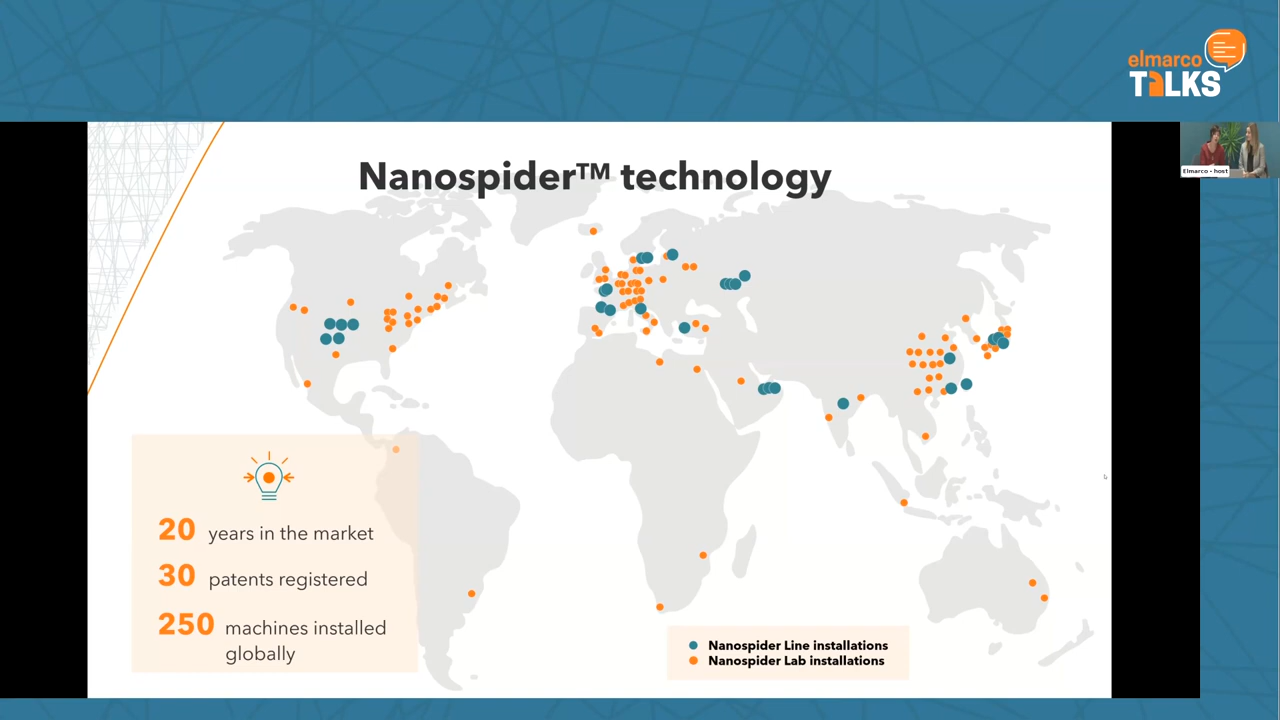 elmarco
TALKS
Nanospider™ technology
Elmarco - host
20 years in the market
30 patents registered
250 machines installed
globally
Nanospider Line installations
Nanospider Lab installations